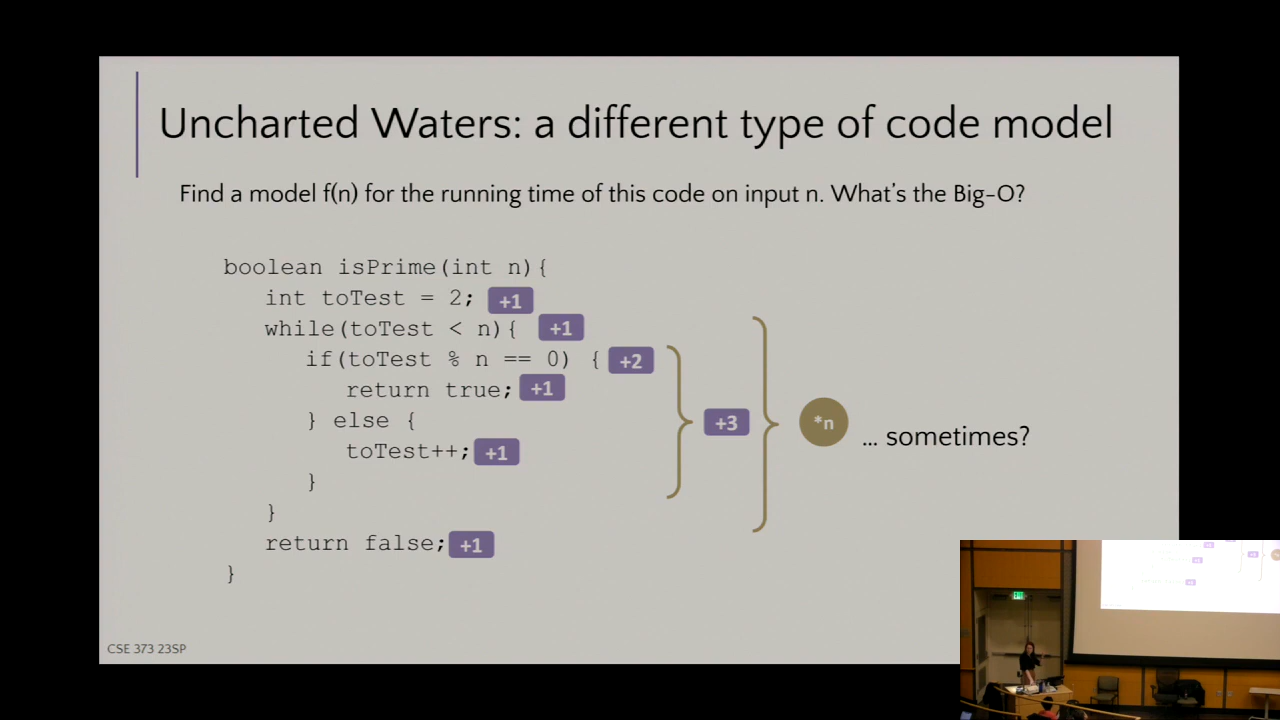 Uncharted Waters: a different type of code model
Find a model f(n) for the running time of this code on input n. What's the Big-O?
boolean isPrime(int n){
int toTest = 2; +1
while(toTest < n){ +1
if(toTest % n == 0) { +2
return true; +1
} else {
+3
*n
... sometimes?
toTest++; +1
}
}
return false; +1
}
CSE 373 23SP